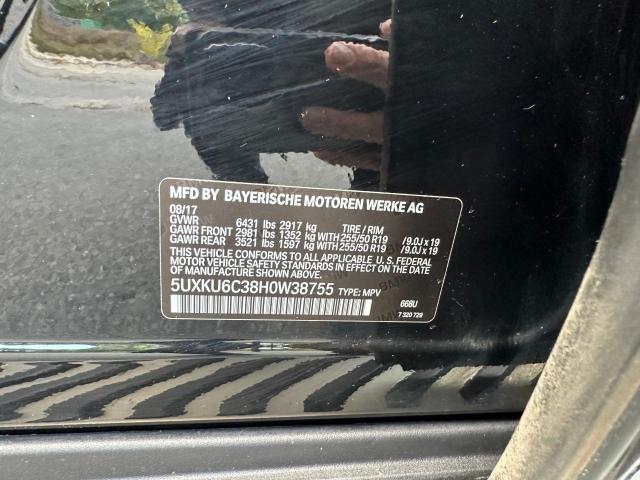 MFD BY BAYERISCHE MOTOREN WERKE AG
08/17
GVWR 6431 lbs 2917 kg TIRE / RIM
GAWR FRONT 2981 lbs 1352 kg WITH 255/50 R19 /9.0J x 19
GAWR REAR 3521 lbs 1597 kg WITH 255/50 R19 /9.0J x 19
THIS VEHICLE CONFORMS TO ALL APPLICABLE U.S. FEDERAL
MOTOR VEHICLE SAFETY STANDARDS IN EFFECT
ON THE DATE OF MANUFACTURE SHOWN ABOVE.
5UXKU6C38H0W38755 TYPE: MPV
668U
7 320 729